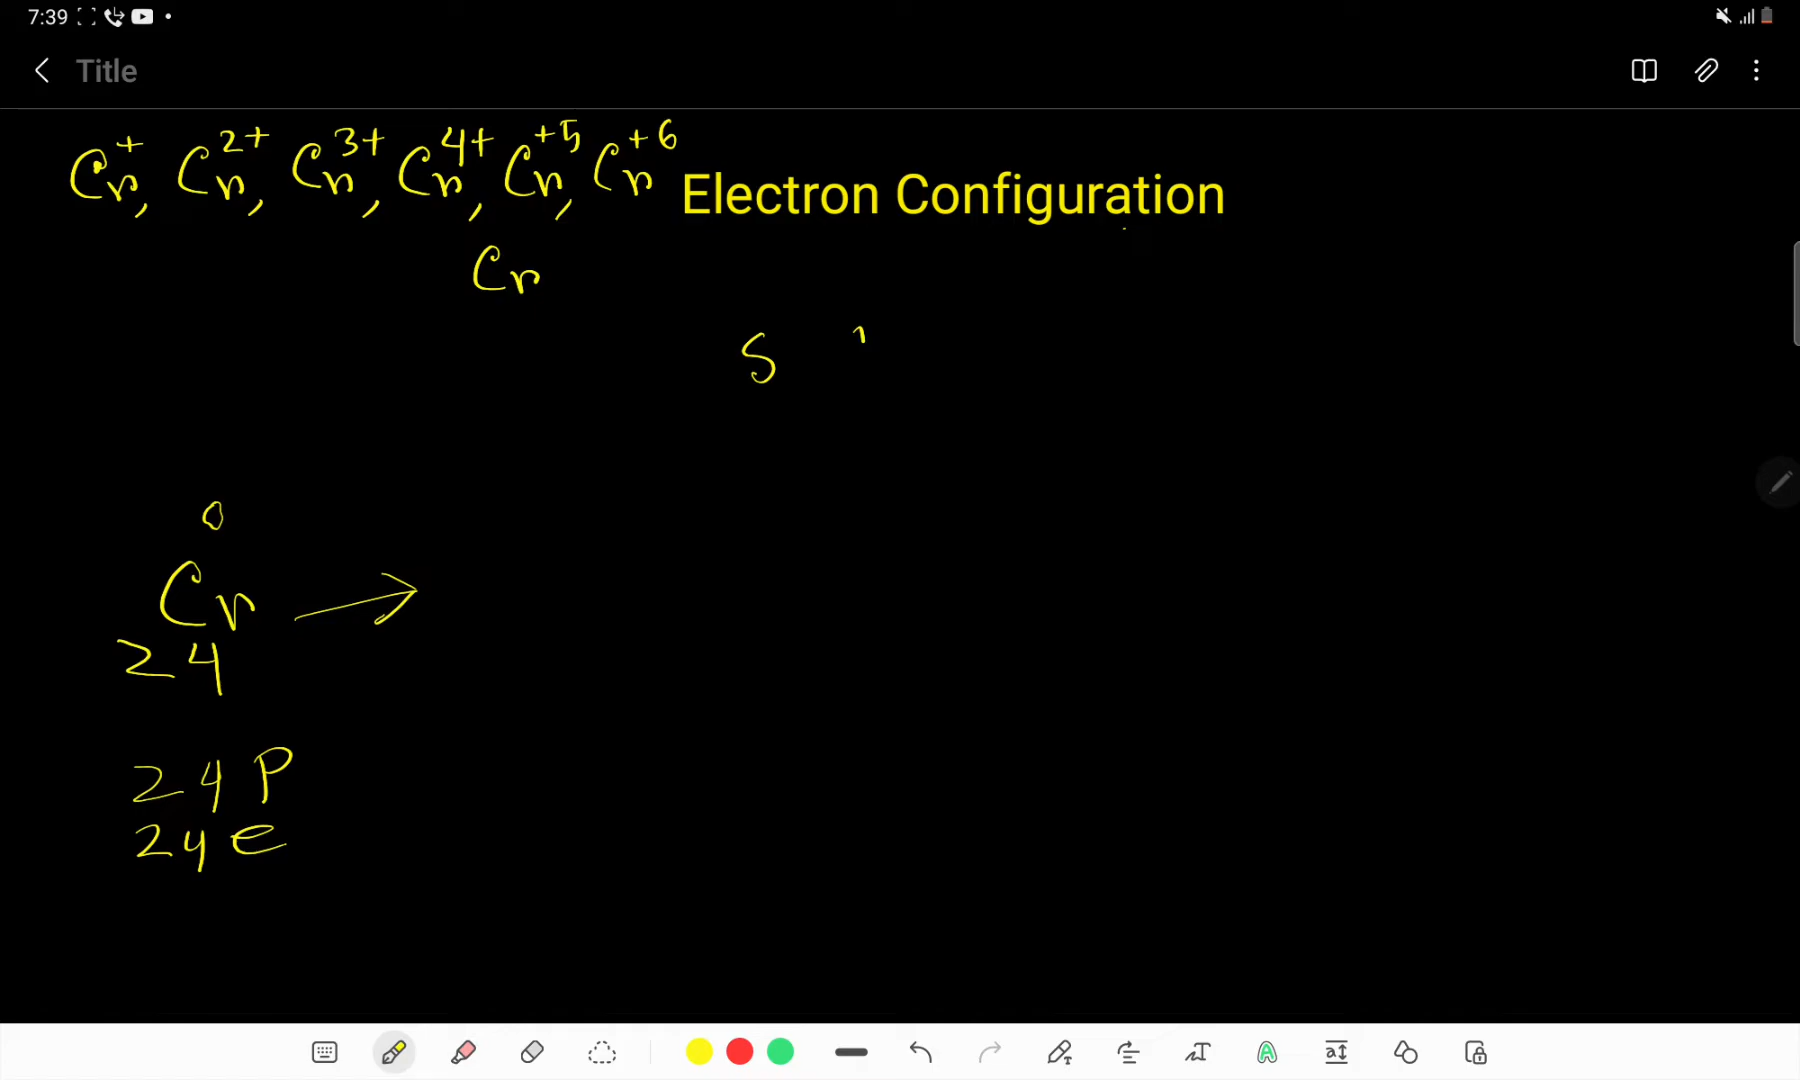 7:39
Title
Cr⁺, Cr²⁺, Cr³⁺, Cr⁴⁺, Cr⁺⁵, Cr⁺⁶ Electron Configuration
Cr
S
0
Cr →
24
24 P
24 e